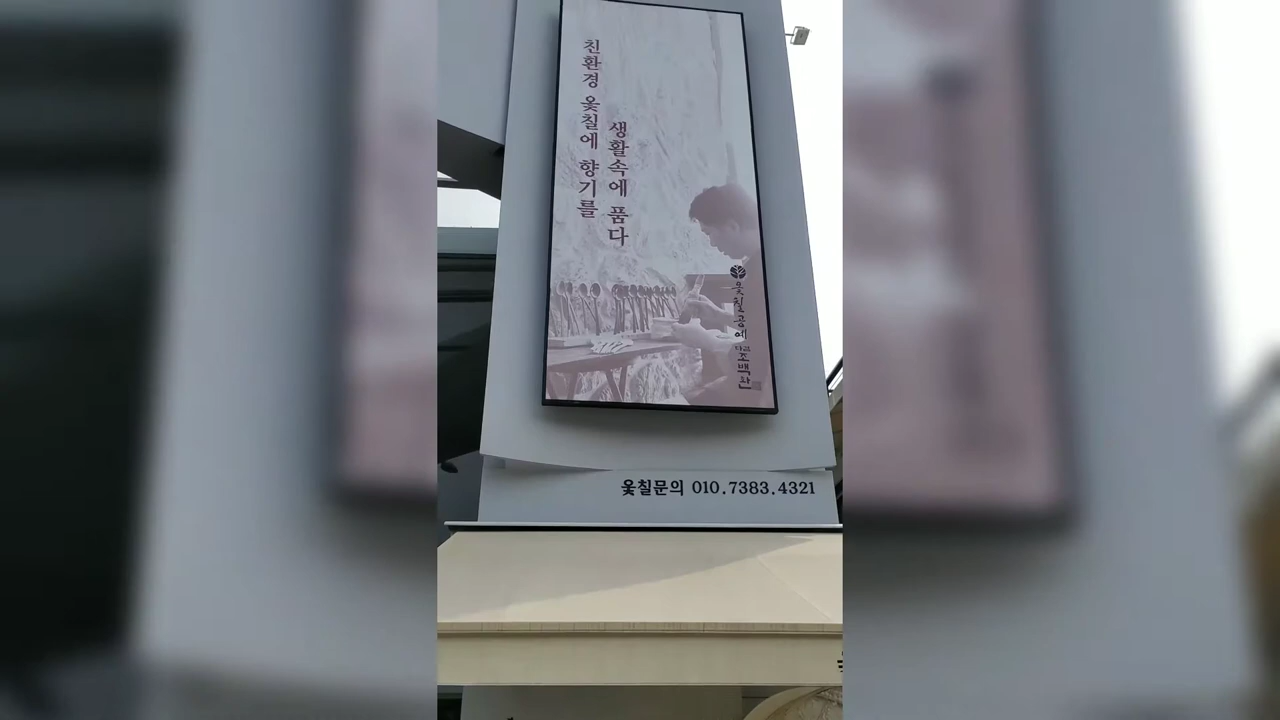 친환경 옻칠에 향기를
생활속에 품다
옻칠공예
조백찬
옻칠문의 010.7383.4321